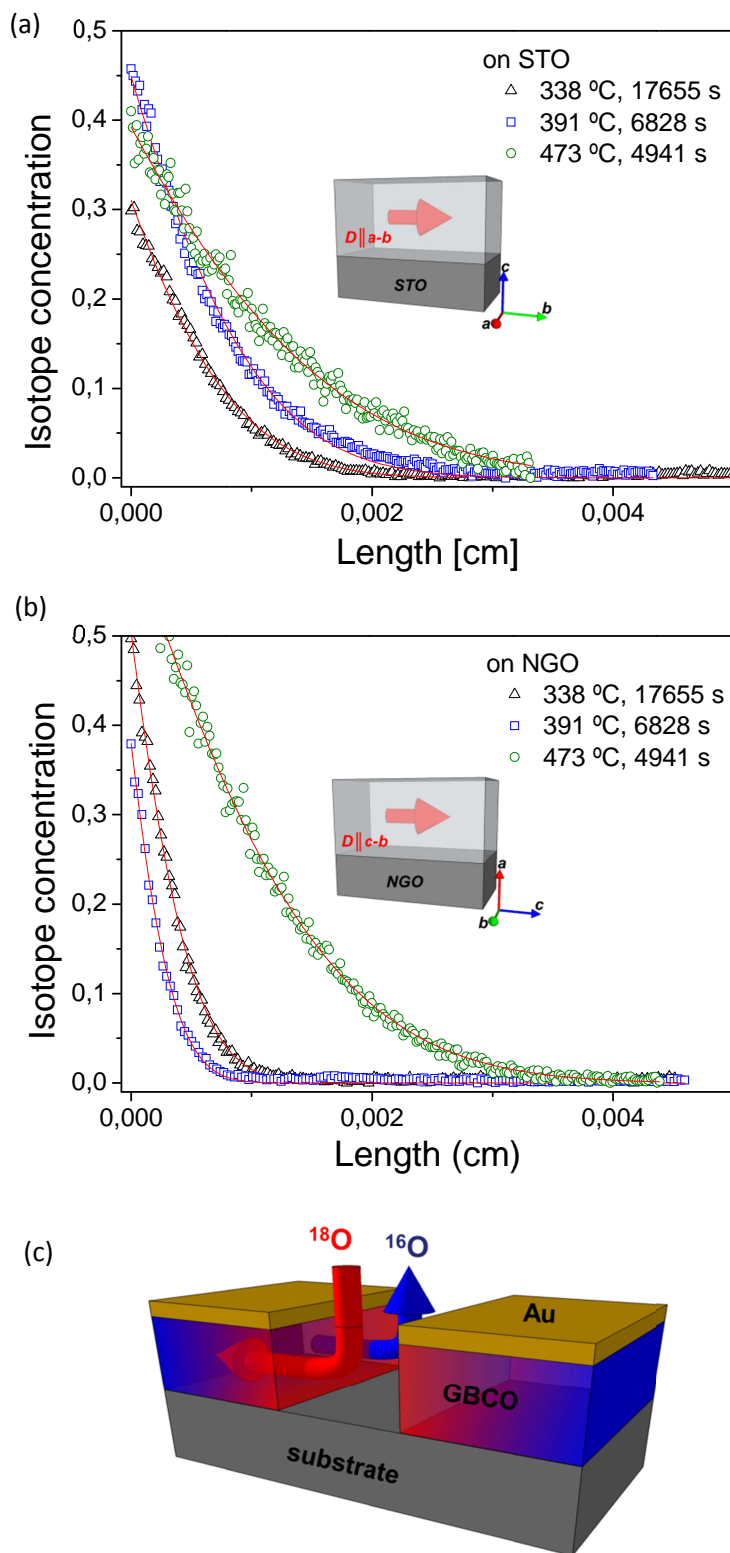 (a)
0,5
0,4
0,3
0,2
0,1
0,0
Isotope concentration
on STO
338 ºC, 17655 s
391 ºC, 6828 s
473 ºC, 4941 s
D||a-b
STO
c
b
a
0,000
0,002
0,004
Length [cm]
(b)
0,5
0,4
0,3
0,2
0,1
0,0
Isotope concentration
on NGO
338 ºC, 17655 s
391 ºC, 6828 s
473 ºC, 4941 s
D||c-b
NGO
a
c
b
0,000
0,002
0,004
Length (cm)
(c)
¹⁸O
¹⁶O
Au
GBCO
substrate